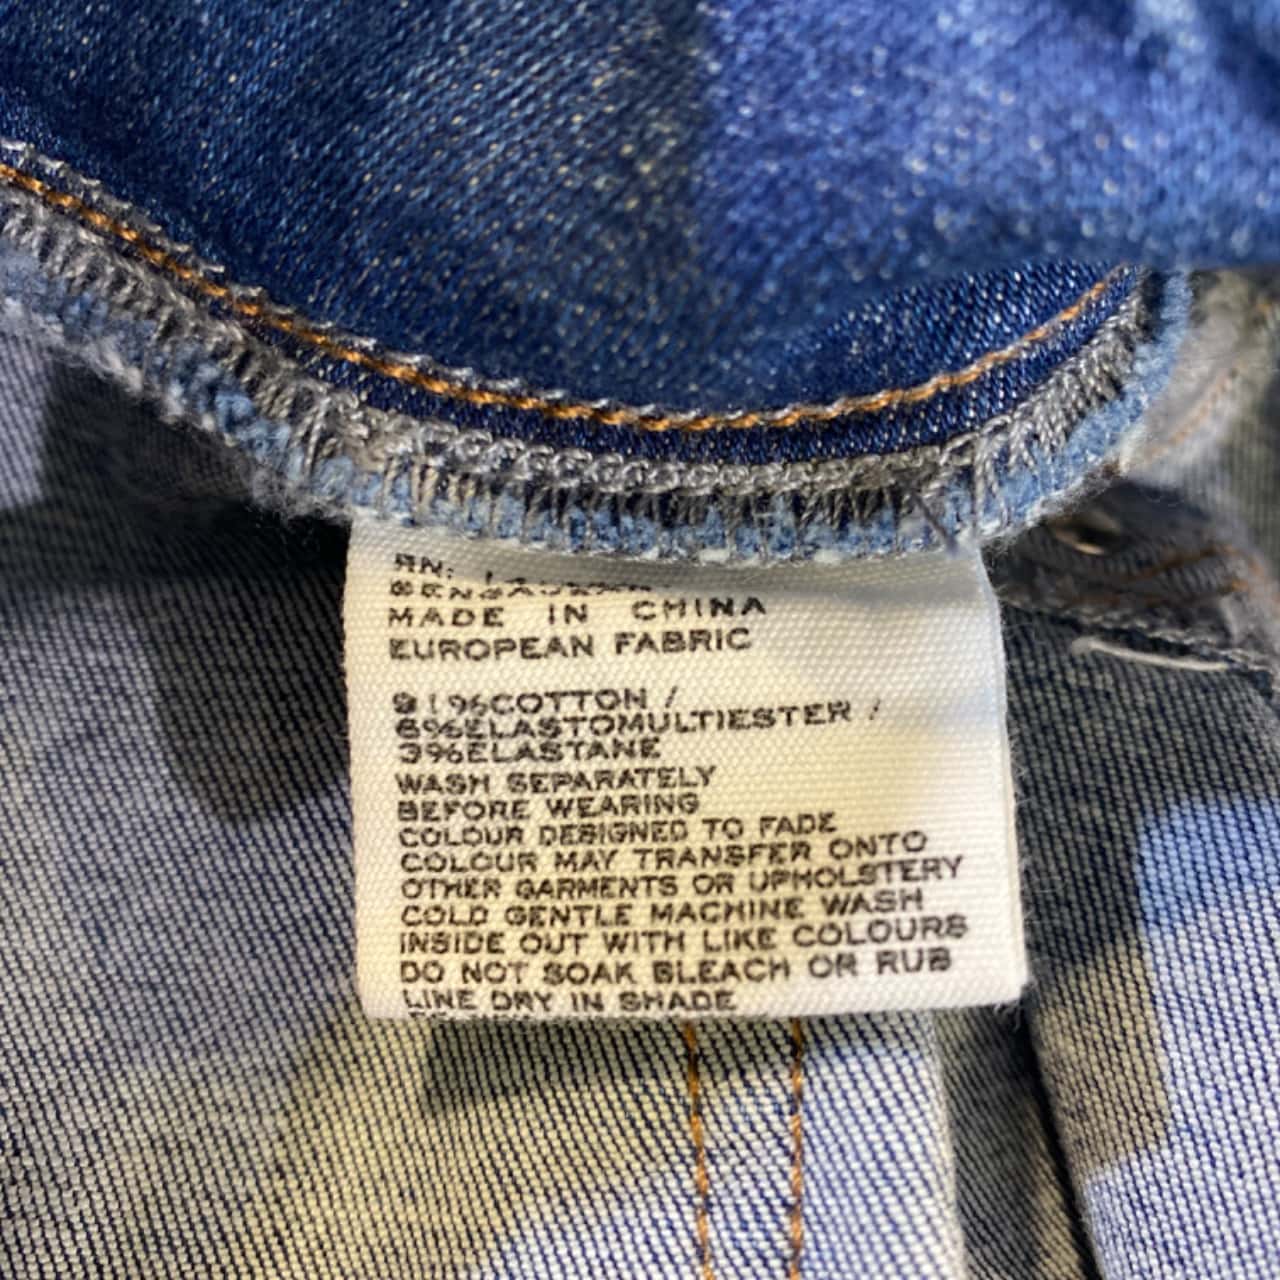 RN:
MADE IN CHINA
EUROPEAN FABRIC
91%COTTON /
6%ELASTOMULTIESTER /
3%ELASTANE
WASH SEPARATELY
BEFORE WEARING
COLOUR DESIGNED TO FADE
COLOUR MAY TRANSFER ONTO
OTHER GARMENTS OR UPHOLSTERY
COLD GENTLE MACHINE WASH
INSIDE OUT WITH LIKE COLOURS
DO NOT SOAK BLEACH OR RUB
LINE DRY IN SHADE